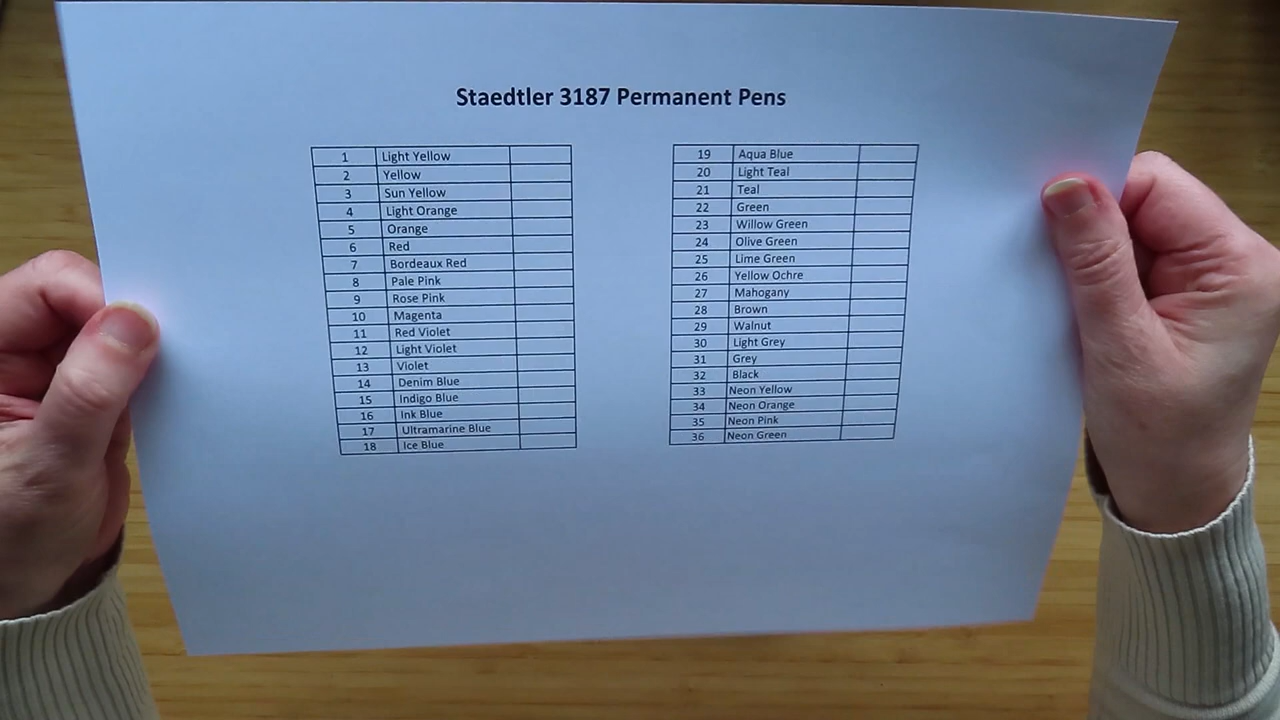 Staedtler 3187 Permanent Pens
1 Light Yellow
2 Yellow
3 Sun Yellow
4 Light Orange
5 Orange
6 Red
7 Bordeaux Red
8 Pale Pink
9 Rose Pink
10 Magenta
11 Red Violet
12 Light Violet
13 Violet
14 Denim Blue
15 Indigo Blue
16 Ink Blue
17 Ultramarine Blue
18 Ice Blue
19 Aqua Blue
20 Light Teal
21 Teal
22 Green
23 Willow Green
24 Olive Green
25 Lime Green
26 Yellow Ochre
27 Mahogany
28 Brown
29 Walnut
30 Light Grey
31 Grey
32 Black
33 Neon Yellow
34 Neon Orange
35 Neon Pink
36 Neon Green